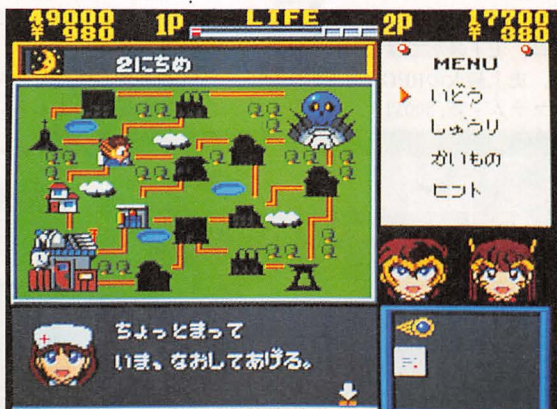 49000
¥ 980
1P
LIFE
2P
17700
¥ 380
2にちめ
MENU
いどう
しゅうり
かいもの
ヒント
ちょっとまって
いま、なおしてあげる。